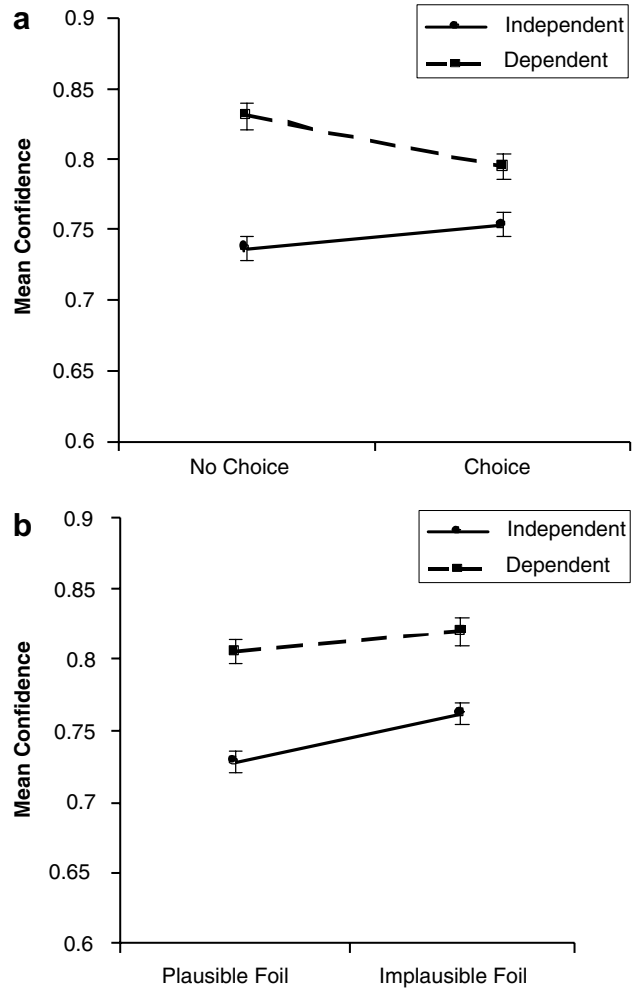 a
0.9
Independent
Dependent
0.85
0.8
0.75
0.7
0.65
0.6
Mean Confidence
No Choice Choice
b
0.9
Independent
Dependent
0.85
0.8
0.75
0.7
0.65
0.6
Mean Confidence
Plausible Foil Implausible Foil